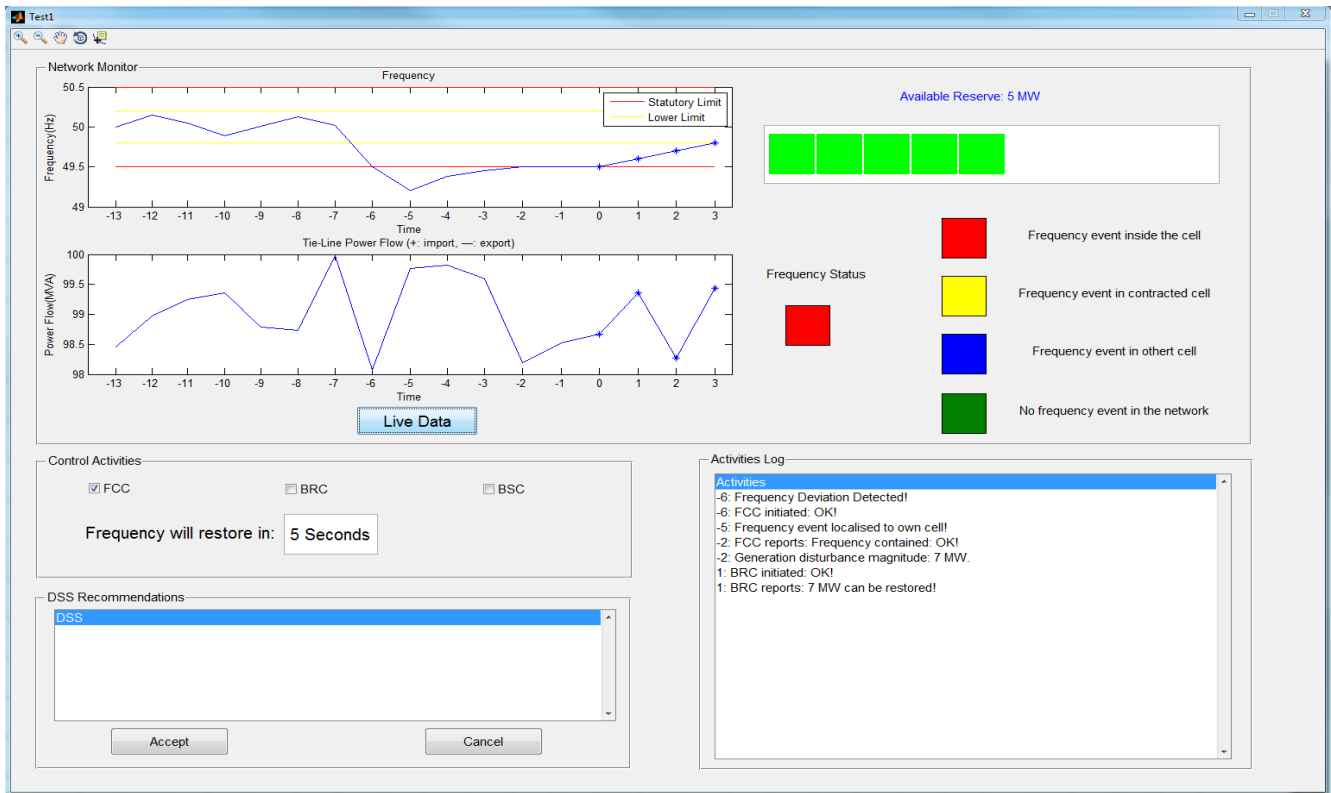 Test1
Network Monitor
Frequency
50.5
50
49.5
49
Frequency(Hz)
Statutory Limit
Lower Limit
-13 -12 -11 -10 -9 -8 -7 -6 -5 -4 -3 -2 -1 0 1 2 3
Time
Tie-Line Power Flow (+: import, —: export)
100
99.5
99
98.5
98
Power Flow(MVA)
-13 -12 -11 -10 -9 -8 -7 -6 -5 -4 -3 -2 -1 0 1 2 3
Time
Live Data
Available Reserve: 5 MW
Frequency Status
Frequency event inside the cell
Frequency event in contracted cell
Frequency event in othert cell
No frequency event in the network
Control Activities
FCC BRC BSC
Frequency will restore in: 5 Seconds
DSS Recommendations
DSS
Accept Cancel
Activities Log
Activities
-6: Frequency Deviation Detected!
-6: FCC initiated: OK!
-5: Frequency event localised to own cell!
-2: FCC reports: Frequency contained: OK!
-2: Generation disturbance magnitude: 7 MW.
1: BRC initiated: OK!
1: BRC reports: 7 MW can be restored!